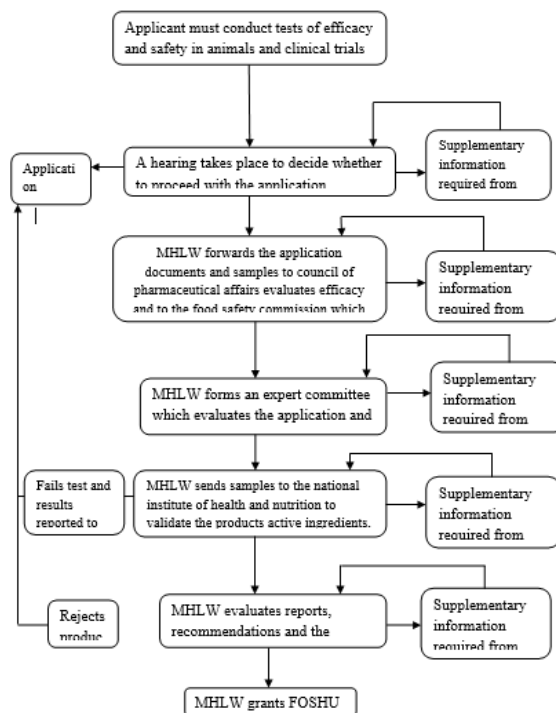 Applicant must conduct tests of efficacy
and safety in animals and clinical trials
Applicati
on
A hearing takes place to decide whether
to proceed with the application
Supplementary
information
required from
MHLW forwards the application
documents and samples to council of
pharmaceutical affairs evaluates efficacy
and to the food safety commission which
Supplementary
information
required from
MHLW forms an expert committee
which evaluates the application and
Supplementary
information
required from
Fails test and
results
reported to
MHLW sends samples to the national
institute of health and nutrition to
validate the products active ingredients.
Supplementary
information
required from
Rejects
produc
MHLW evaluates reports,
recommendations and the
Supplementary
information
required from
MHLW grants FOSHU